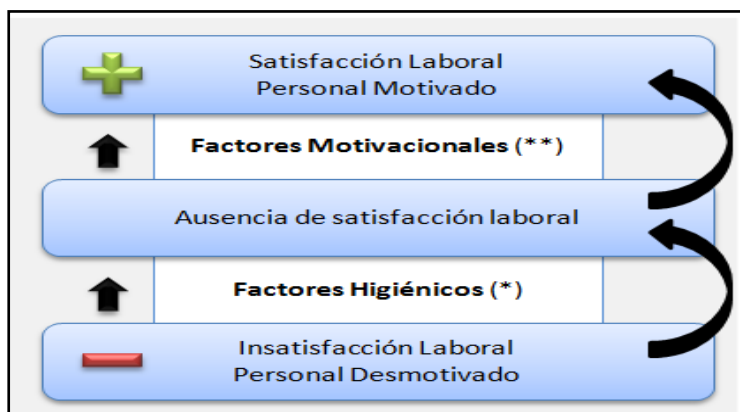 Satisfacción Laboral
Personal Motivado
Factores Motivacionales (**)
Ausencia de satisfacción laboral
Factores Higiénicos (*)
Insatisfacción Laboral
Personal Desmotivado